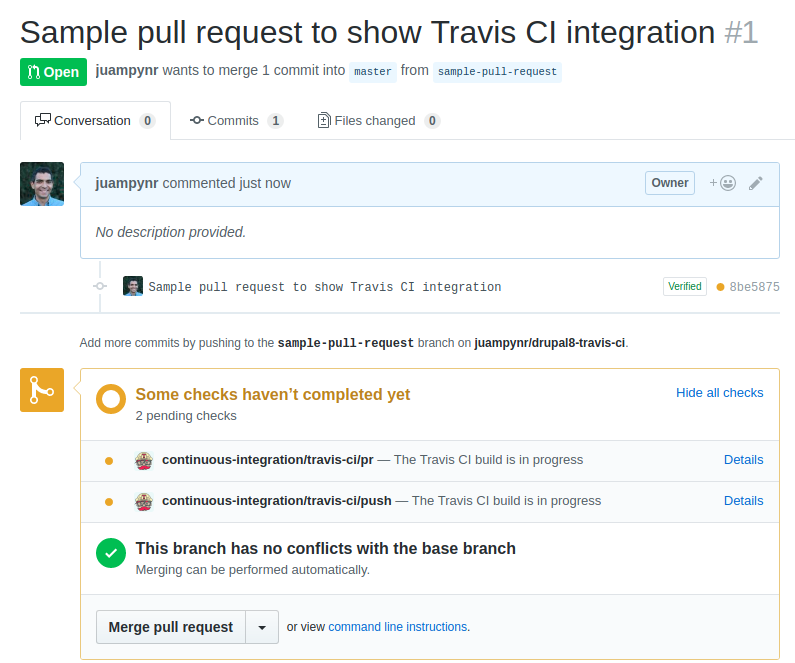 Sample pull request to show Travis CI integration #1
Open juampynr wants to merge 1 commit into master from sample-pull-request
Conversation 0 Commits 1 Files changed 0
juampynr commented just now Owner +
No description provided.
Sample pull request to show Travis CI integration Verified 8be5875
Add more commits by pushing to the sample-pull-request branch on juampynr/drupal8-travis-ci.
Some checks haven’t completed yet Hide all checks
2 pending checks
continuous-integration/travis-ci/pr — The Travis CI build is in progress Details
continuous-integration/travis-ci/push — The Travis CI build is in progress Details
This branch has no conflicts with the base branch
Merging can be performed automatically.
Merge pull request or view command line instructions.